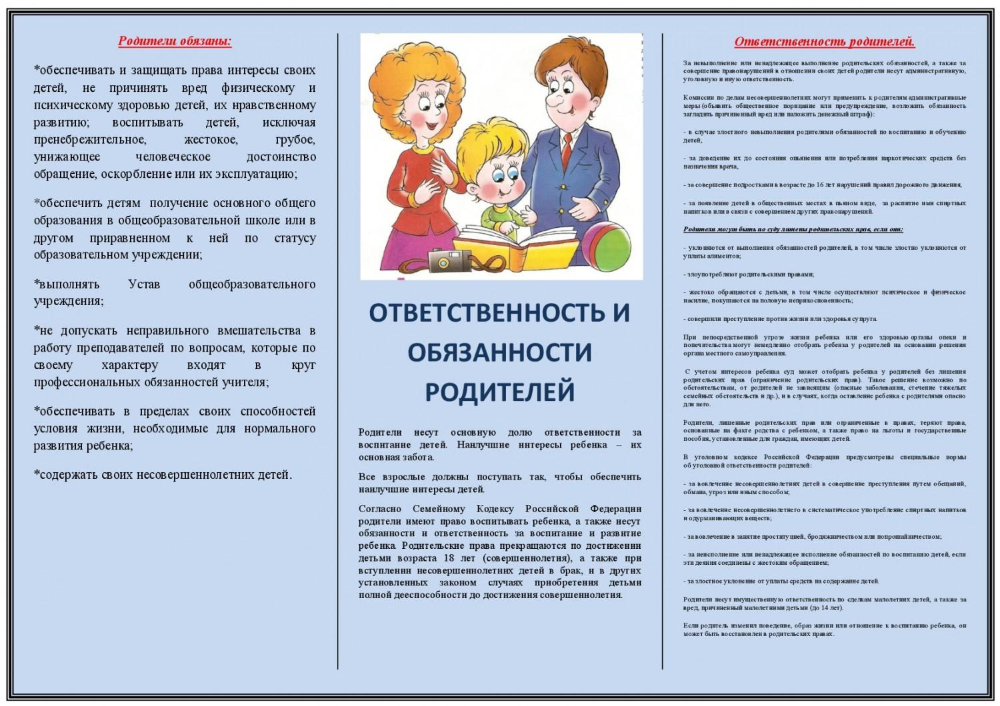 Родители обязаны:
*обеспечивать и защищать права интересы своих
детей, не причинять вред физическому и
психическому здоровью детей, их нравственному
развитию; воспитывать детей, исключая
пренебрежительное, жестокое, грубое,
унижающее человеческое достоинство
обращение, оскорбление или их эксплуатацию;
*обеспечить детям получение основного общего
образования в общеобразовательной школе или в
другом приравненном к ней по статусу
образовательном учреждении;
*выполнять Устав общеобразовательного
учреждения;
*не допускать неправильного вмешательства в
работу преподавателей по вопросам, которые по
своему характеру входят в круг
профессиональных обязанностей учителя;
*обеспечивать в пределах своих способностей
условия жизни, необходимые для нормального
развития ребенка;
*содержать своих несовершеннолетних детей.
ОТВЕТСТВЕННОСТЬ И
ОБЯЗАННОСТИ
РОДИТЕЛЕЙ
Родители несут основную долю ответственности за
воспитание детей. Наилучшие интересы ребенка – их
основная забота.
Все взрослые должны поступать так, чтобы обеспечить
наилучшие интересы детей.
Согласно Семейному Кодексу Российской Федерации
родители имеют право воспитывать ребенка, а также несут
обязанности и ответственность за воспитание и развитие
ребенка. Родительские права прекращаются по достижении
детьми возраста 18 лет (совершеннолетия), а также при
вступлении несовершеннолетних детей в брак, и в других
установленных законом случаях приобретения детьми
полной дееспособности до достижения совершеннолетия.
Ответственность родителей.
За невыполнение или ненадлежащее выполнение родительских обязанностей, а также за
совершение правонарушений в отношении своих детей родители несут административную,
уголовную и иную ответственность.
Комиссии по делам несовершеннолетних могут применить к родителям административные
меры (объявить общественное порицание или предупреждение, возложить обязанность
загладить причиненный вред или наложить денежный штраф):
- в случае злостного невыполнения родителями обязанностей по воспитанию и обучению
детей,
- за доведение их до состояния опьянения или потребления наркотических средств без
назначения врача,
- за совершение подростками в возрасте до 16 лет нарушений правил дорожного движения,
- за появление детей в общественных местах в пьяном виде, за распитие ими спиртных
напитков или в связи с совершением других правонарушений.
Родители могут быть по суду лишены родительских прав, если они:
- уклоняются от выполнения обязанностей родителей, в том числе злостно уклоняются от
уплаты алиментов;
- злоупотребляют родительскими правами;
- жестоко обращаются с детьми, в том числе осуществляют психическое и физическое
насилие, покушаются на половую неприкосновенность;
- совершили преступление против жизни или здоровья супруга.
При непосредственной угрозе жизни ребенка или его здоровью органы опеки и
попечительства могут немедленно отобрать ребенка у родителей на основании решения
органа местного самоуправления.
С учетом интересов ребенка суд может отобрать ребенка у родителей без лишения
родительских прав (ограничение родительских прав). Такое решение возможно по
обстоятельствам, от родителей не зависящим (опасные заболевания, стечение тяжелых
семейных обстоятельств и др.), и в случаях, когда оставление ребенка с родителями опасно
для него.
Родители, лишенные родительских прав или ограниченные в правах, теряют права,
основанные на факте родства с ребенком, а также право на льготы и государственные
пособия, установленные для граждан, имеющих детей.
В уголовном кодексе Российской Федерации предусмотрены специальные нормы
об уголовной ответственности родителей:
- за вовлечение несовершеннолетних детей в совершение преступления путем обещаний,
обмана, угроз или иным способом;
- за вовлечение несовершеннолетнего в систематическое употребление спиртных напитков
и одурманивающих веществ;
- за вовлечение в занятие проституцией, бродяжничеством или попрошайничеством;
- за неисполнение или ненадлежащее исполнение обязанностей по воспитанию детей, если
эти деяния соединены с жестоким обращением;
- за злостное уклонение от уплаты средств на содержание детей.
Родители несут имущественную ответственность по сделкам малолетних детей, а также за
вред, причиненный малолетними детьми (до 14 лет).
Если родитель изменил поведение, образ жизни или отношение к воспитанию ребенка, он
может быть восстановлен в родительских правах.